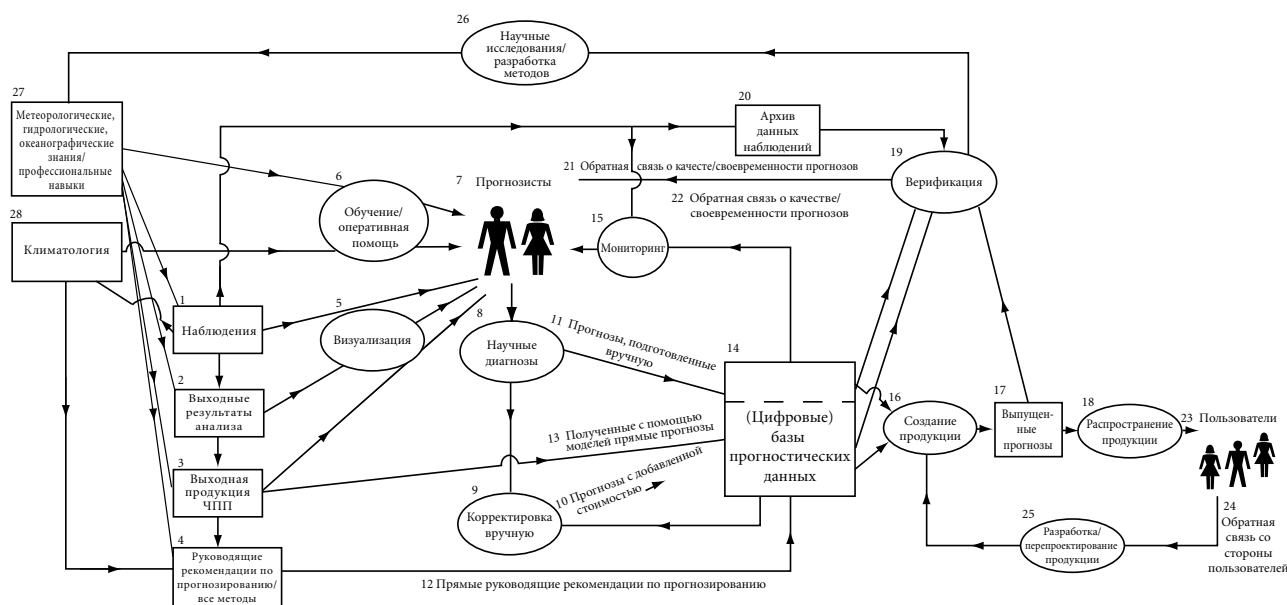 26
Научные
исследования/
разработка
методов
27
Метеорологические,
гидрологические,
океанографические
знания/
профессиональные
навыки
20
Архив
данных
наблюдений
21 Обратная связь о качесте/своевременности прогнозов
19
Верификация
22 Обратная связь о качестве/
своевременности прогнозов
6
Обучение/
оперативная
помощь
7 Прогнозисты
15
Мониторинг
28
Климатология
1
Наблюдения
5
Визуализация
8
Научные
диагнозы
11 Прогнозы, подготовленные
вручную
14
(Цифровые)
базы
прогностических
данных
2
Выходные
результаты
анализа
16
Создание
продукции
17
Выпущен-
ные
прогнозы
18
Распространение
продукции
23 Пользователи
13 Полученные с помощью
моделей прямые прогнозы
3
Выходная
продукция
ЧПП
10 Прогнозы с добавленной
стоимостью
9
Корректировка
вручную
24
Обратная
связь со
стороны
пользователей
25
Разработка/
перепроектирование
продукции
4
Руководящие
рекомендации по
прогнозированию/
все методы
12 Прямые руководящие рекомендации по прогнозированию